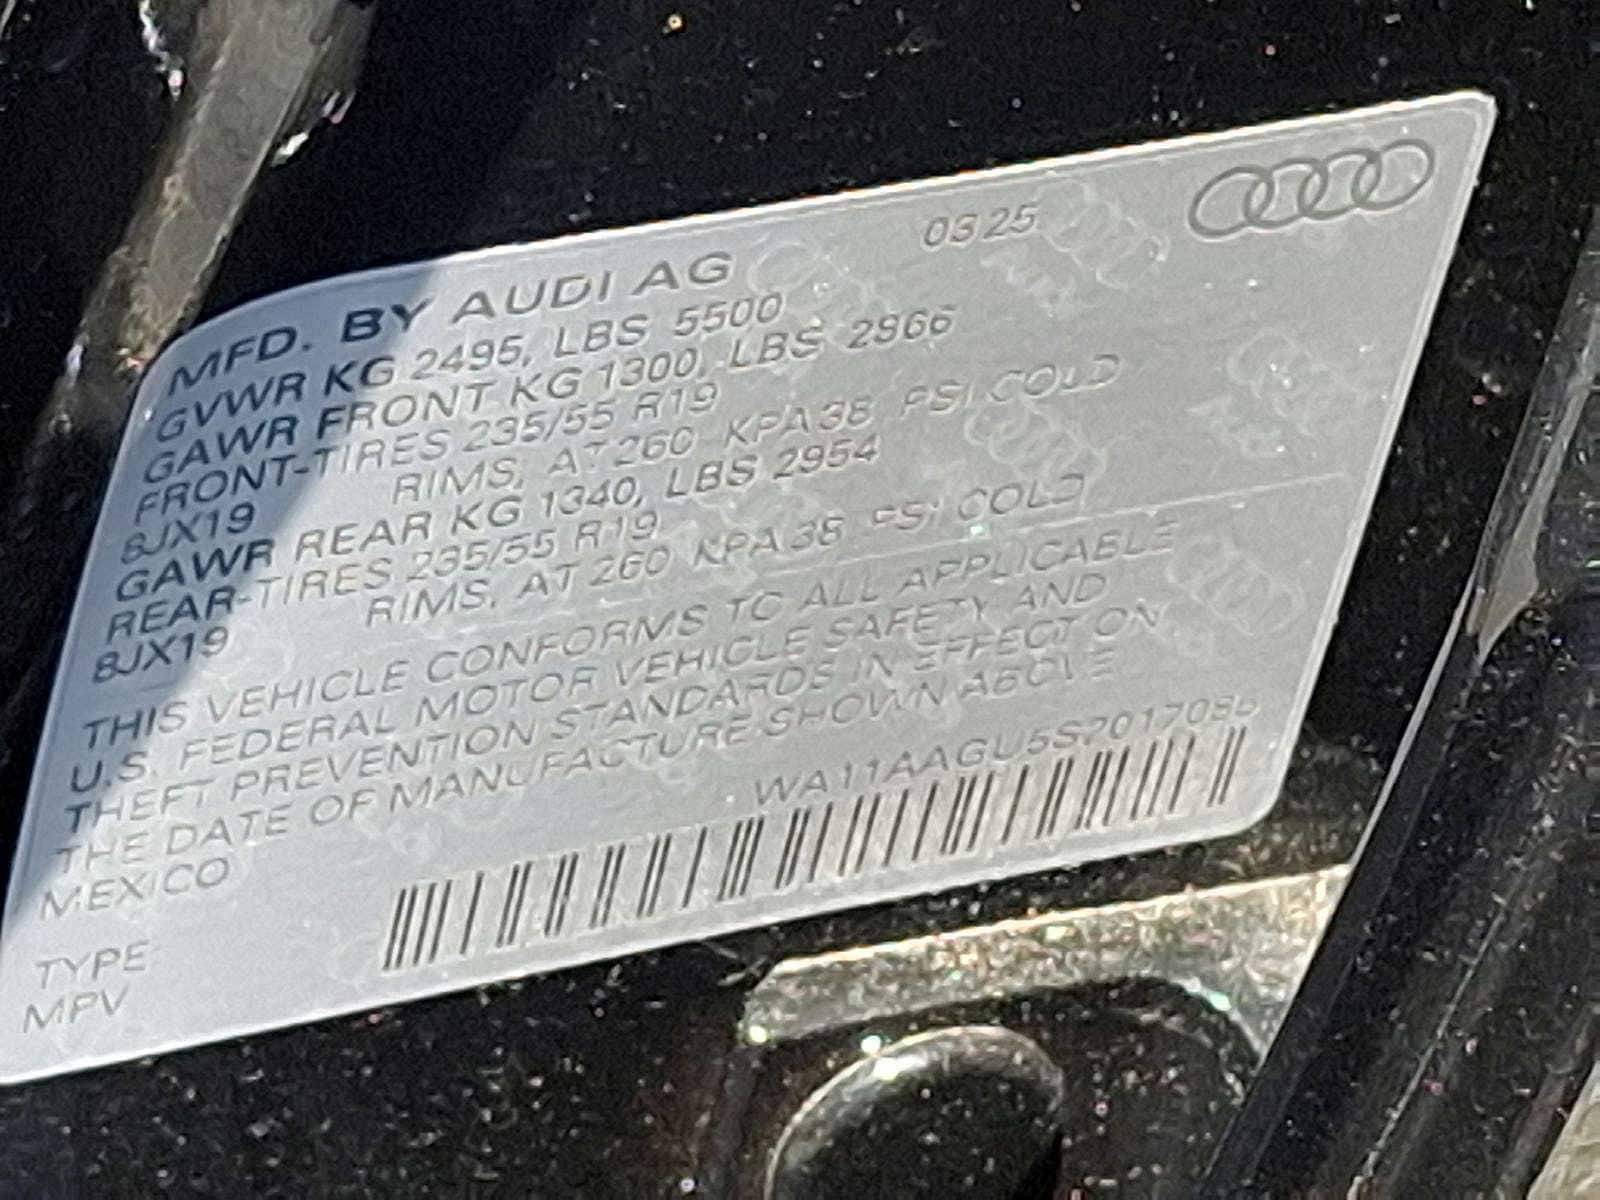 03 25
MFD. BY AUDI AG
GVWR KG 2495, LBS 5500
GAWR FRONT KG 1300, LBS 2866
FRONT-TIRES 235/55 R19
8JX19 RIMS, AT 260 KPA 38 PSI COLD
GAWR REAR KG 1340, LBS 2954
REAR-TIRES 235/55 R19
8JX19 RIMS, AT 260 KPA 38 PSI COLD
THIS VEHICLE CONFORMS TO ALL APPLICABLE
U.S. FEDERAL MOTOR VEHICLE SAFETY AND
THEFT PREVENTION STANDARDS IN EFFECT ON
THE DATE OF MANUFACTURE SHOWN ABOVE
MEXICO
WA11AAGU5S2017085
TYPE
MPV